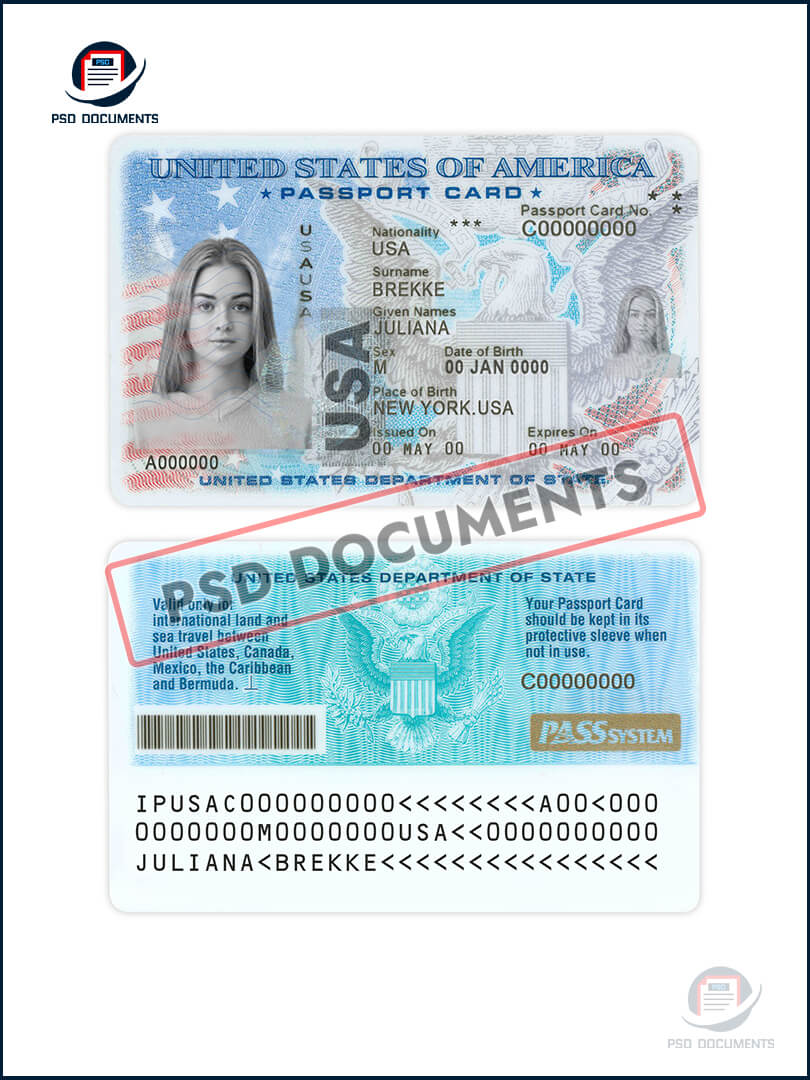 PSD
PSD DOCUMENTS
UNITED STATES OF AMERICA
★ PASSPORT CARD ★
USAUSA
Nationality
USA
***
Passport Card No.
C00000000
Surname
BREKKE
Given Names
JULIANA
Sex
M
Date of Birth
00 JAN 0000
Place of Birth
NEW YORK.USA
Issued On
00 MAY 00
Expires On
00 MAY 00
USA
A000000
UNITED STATES DEPARTMENT OF STATE
PSD DOCUMENTS
UNITED STATES DEPARTMENT OF STATE
Valid only for
international land and
sea travel between
United States, Canada,
Mexico, the Caribbean
and Bermuda.
Your Passport Card
should be kept in its
protective sleeve when
not in use.
C00000000
PASS SYSTEM
IPUSAC000000000<<<<<<<<A00<000
0000000M0000000USA<<0000000000
JULIANA<BREKKE<<<<<<<<<<<<<<<<
PSD
PSD DOCUMENTS